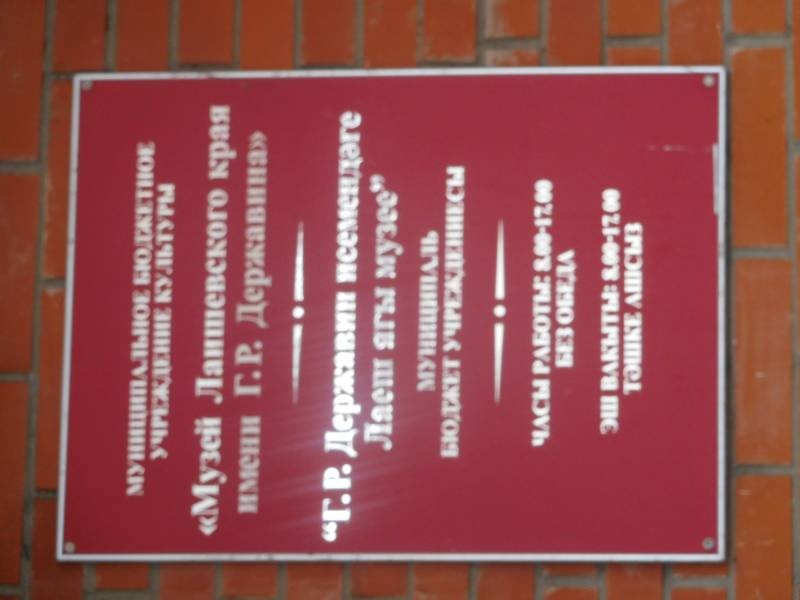 МУНИЦИПАЛЬНОЕ БЮДЖЕТНОЕ
УЧРЕЖДЕНИЕ КУЛЬТУРЫ
«Музей Лаишевского края
имени Г.Р. Державина»
“Г.Р. Державин исемендәге
Лаеш ягы музее”
МУНИЦИПАЛЬ
БЮДЖЕТ УЧРЕЖДЕНИЕСЫ
ЧАСЫ РАБОТЫ: 8.00-17.00
БЕЗ ОБЕДА
ЭШ ВАКЫТЫ: 8.00-17.00
ТӘШКЕ АШСЫЗ